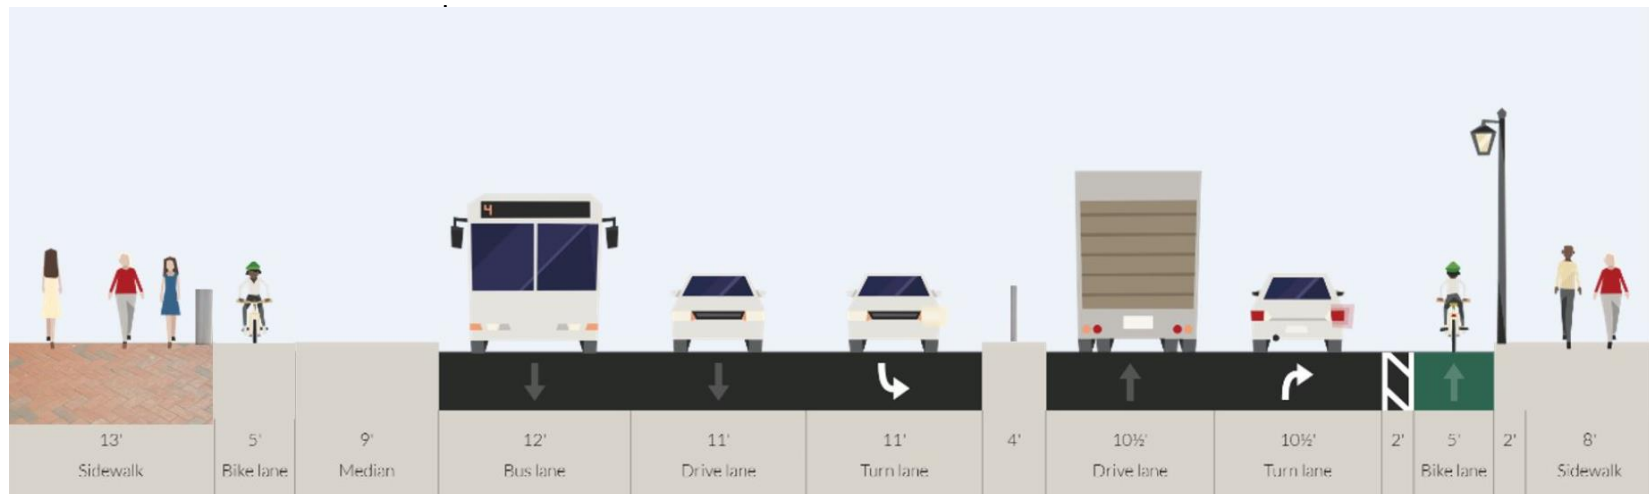 4
13' 5' 9' 12' 11' 11' 4' 10½' 10½' 2' 5' 2' 8'
Sidewalk Bike lane Median Bus lane Drive lane Turn lane Drive lane Turn lane Bike lane Sidewalk